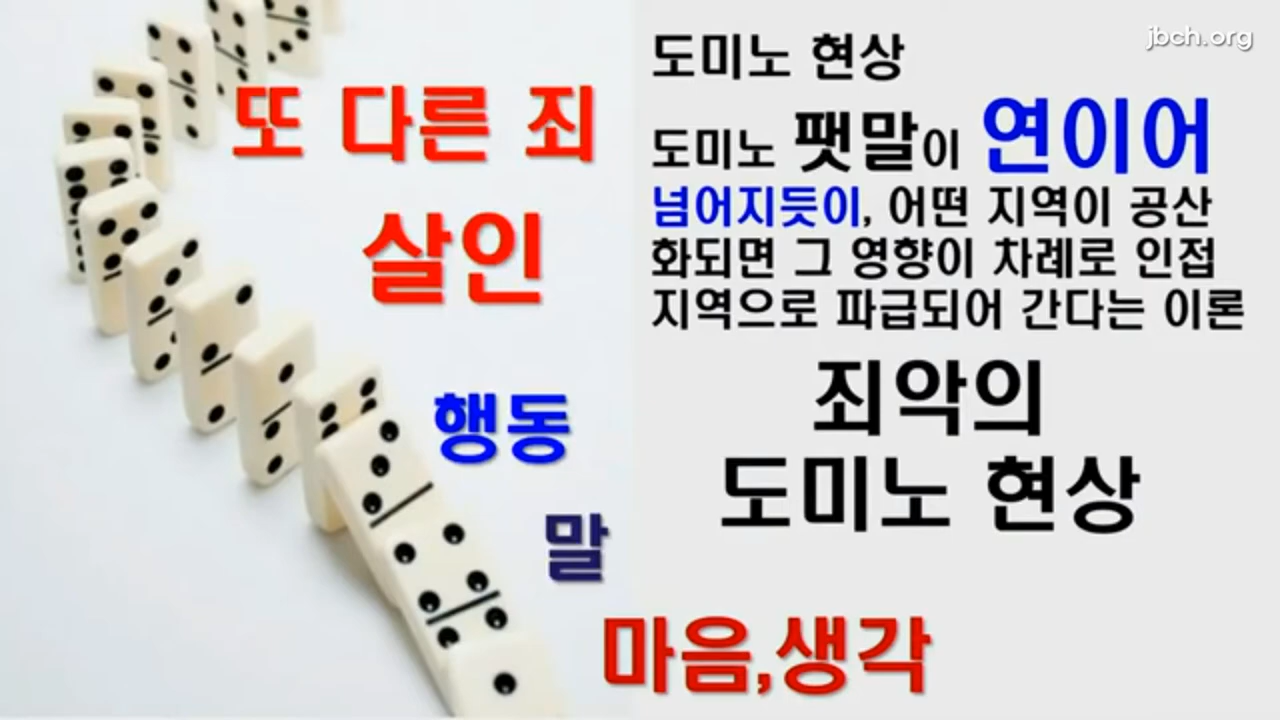 jbch.org
도미노 현상
도미노 팻말이 연이어
넘어지듯이, 어떤 지역이 공산
화되면 그 영향이 차례로 인접
지역으로 파급되어 간다는 이론
죄악의
도미노 현상
또 다른 죄
살인
행동
말
마음,생각